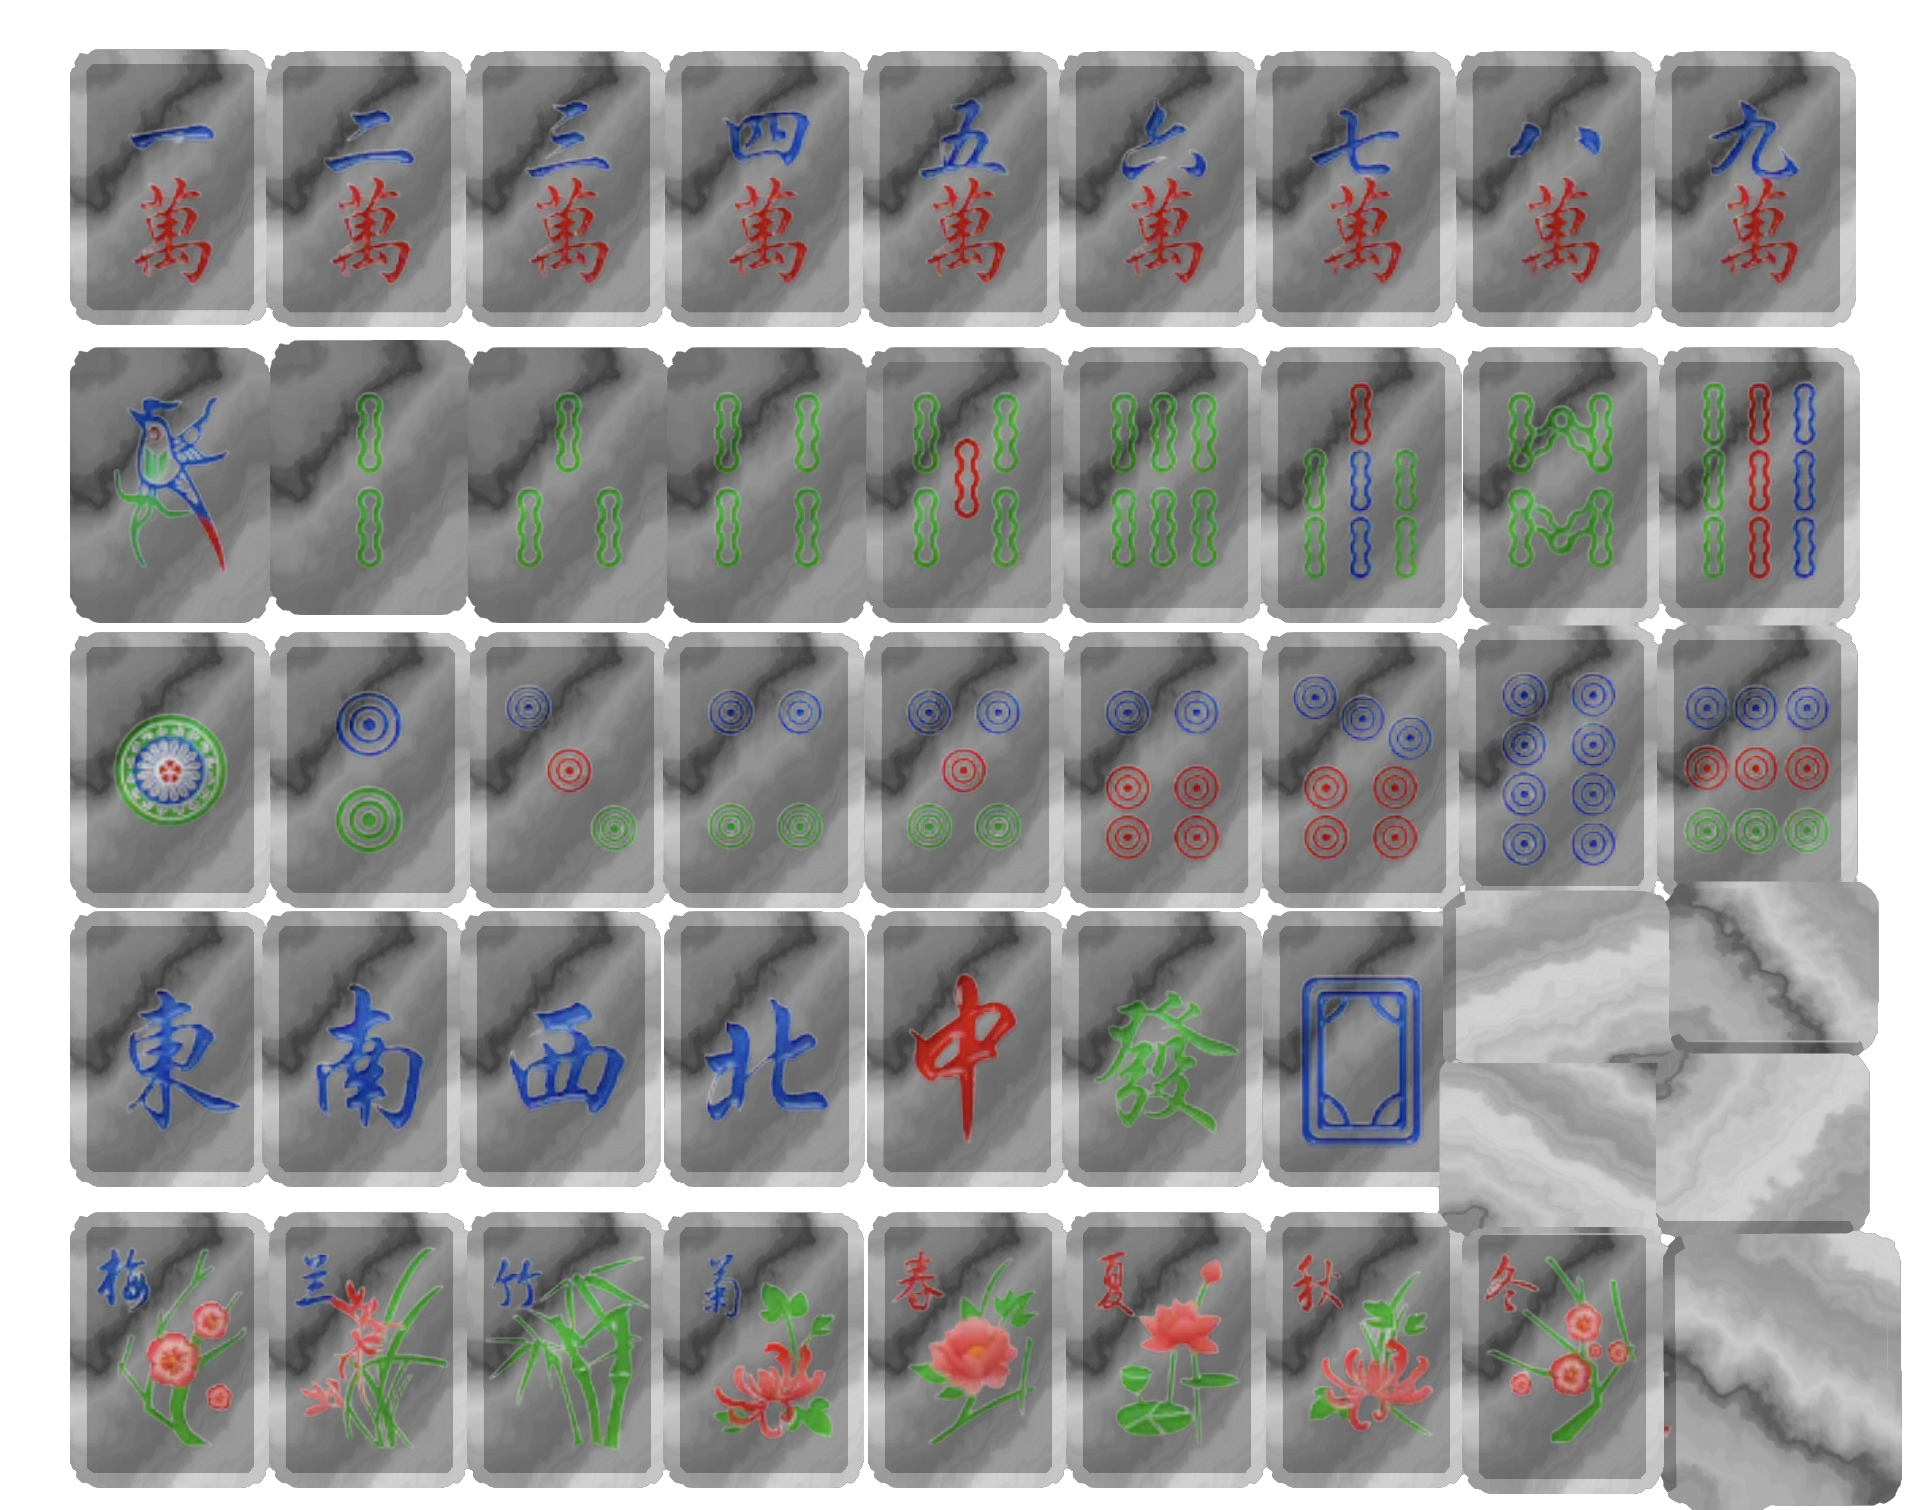 一 二 三 四 五 六 七 八 九
萬 萬 萬 萬 萬 萬 萬 萬 萬
東 南 西 北 中 發
梅 兰 竹 菊 春 夏 秋 冬